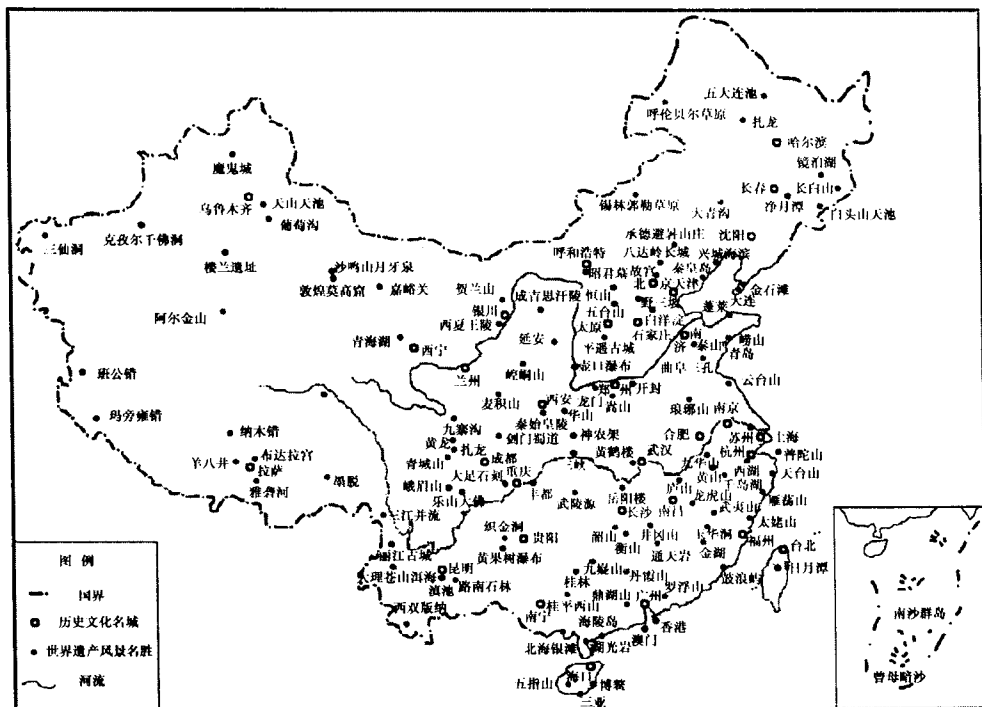 五大连池
呼伦贝尔草原
扎龙
哈尔滨
镜泊湖
魔鬼城
长春
长白山
乌鲁木齐
天山天池
锡林郭勒草原
大青沟
净月潭
白头山天池
葡萄沟
克孜尔千佛洞
三仙洞
承德避暑山庄
沈阳
楼兰遗址
呼和浩特
八达岭长城
兴城海滨
沙鸣山月牙泉
昭君墓
故宫
秦皇岛
敦煌莫高窟
嘉峪关
贺兰山
成吉思汗陵
恒山
北京
天津
金石滩
野三坡
蓬莱
大连
阿尔金山
银川
五台山
西夏王陵
太原
白洋淀
石家庄
济南
崂山
青海湖
延安
平遥古城
泰山
青岛
西宁
曲阜三孔
班公错
兰州
崆峒山
壶口瀑布
郑州
开封
云台山
麦积山
西安
龙门
嵩山
琅琊山
南京
玛旁雍错
华山
秦始皇陵
九寨沟
纳木错
黄龙
剑门蜀道
神农架
合肥
苏州
上海
扎龙
黄鹤楼
武汉
杭州
普陀山
羊八井
布达拉宫
青城山
成都
三峡
九华山
西湖
拉萨
大足石刻
重庆
黄山
天台山
雅砻河
墨脱
峨眉山
丰都
庐山
千岛湖
乐山大佛
武陵源
岳阳楼
龙虎山
雁荡山
三江并流
长沙
南昌
武夷山
太姥山
织金洞
贵阳
韶山
井冈山
玉华洞
福州
丽江古城
黄果树瀑布
衡山
通天岩
金湖
台北
图 例
大理苍山洱海
昆明
九嶷山
丹霞山
鼓浪屿
日月潭
国界
滇池
路南石林
桂林
历史文化名城
西双版纳
南宁
桂平西山
鼎湖山
广州
罗浮山
南沙群岛
世界遗产风景名胜
海陵岛
香港
北海银滩
湖光岩
澳门
河流
海口
曾母暗沙
五指山
博鳌
三亚